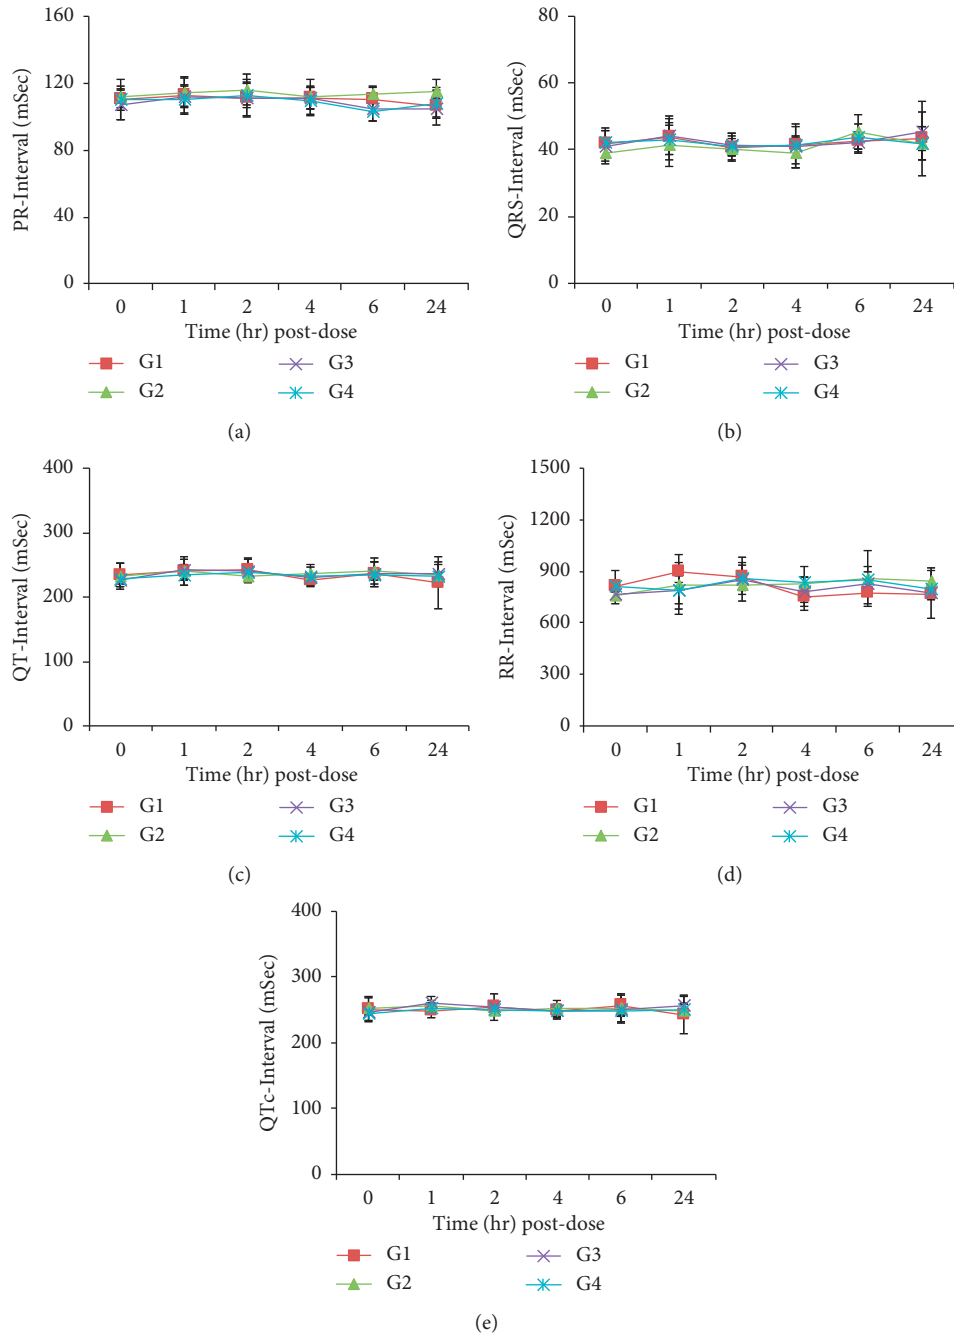 PR-Interval (mSec)
160
120
80
40
0
0 1 2 4 6 24
Time (hr) post-dose
G1 G3
G2 G4
(a)
QRS-Interval (mSec)
80
60
40
20
0
0 1 2 4 6 24
Time (hr) post-dose
G1 G3
G2 G4
(b)
QT-Interval (mSec)
400
300
200
100
0
0 1 2 4 6 24
Time (hr) post-dose
G1 G3
G2 G4
(c)
RR-Interval (mSec)
1500
1200
900
600
300
0
0 1 2 4 6 24
Time (hr) post-dose
G1 G3
G2 G4
(d)
QTc-Interval (mSec)
400
300
200
100
0
0 1 2 4 6 24
Time (hr) post-dose
G1 G3
G2 G4
(e)